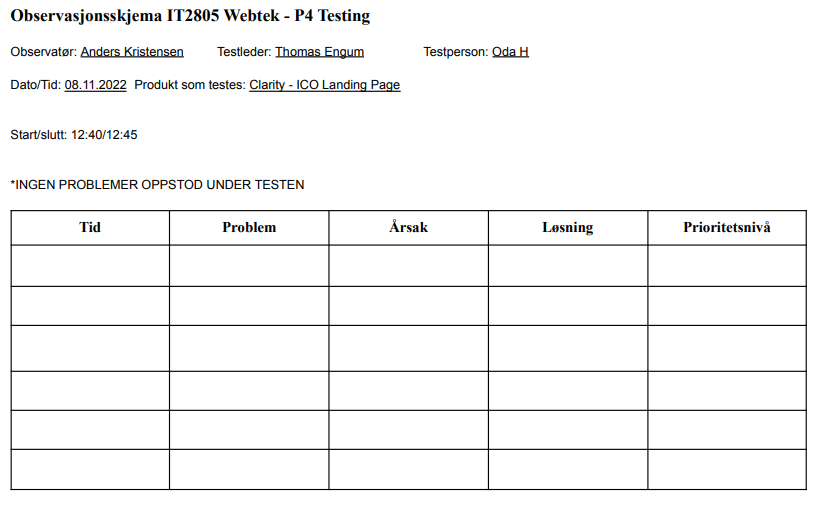 Observasjonsskjema IT2805 Webtek - P4 Testing
Observatør: Anders Kristensen Testleder: Thomas Engum Testperson: Oda H
Dato/Tid: 08.11.2022 Produkt som testes: Clarity - ICO Landing Page
Start/slutt: 12:40/12:45
*INGEN PROBLEMER OPPSTOD UNDER TESTEN
Tid Problem Årsak Løsning Prioritetsnivå